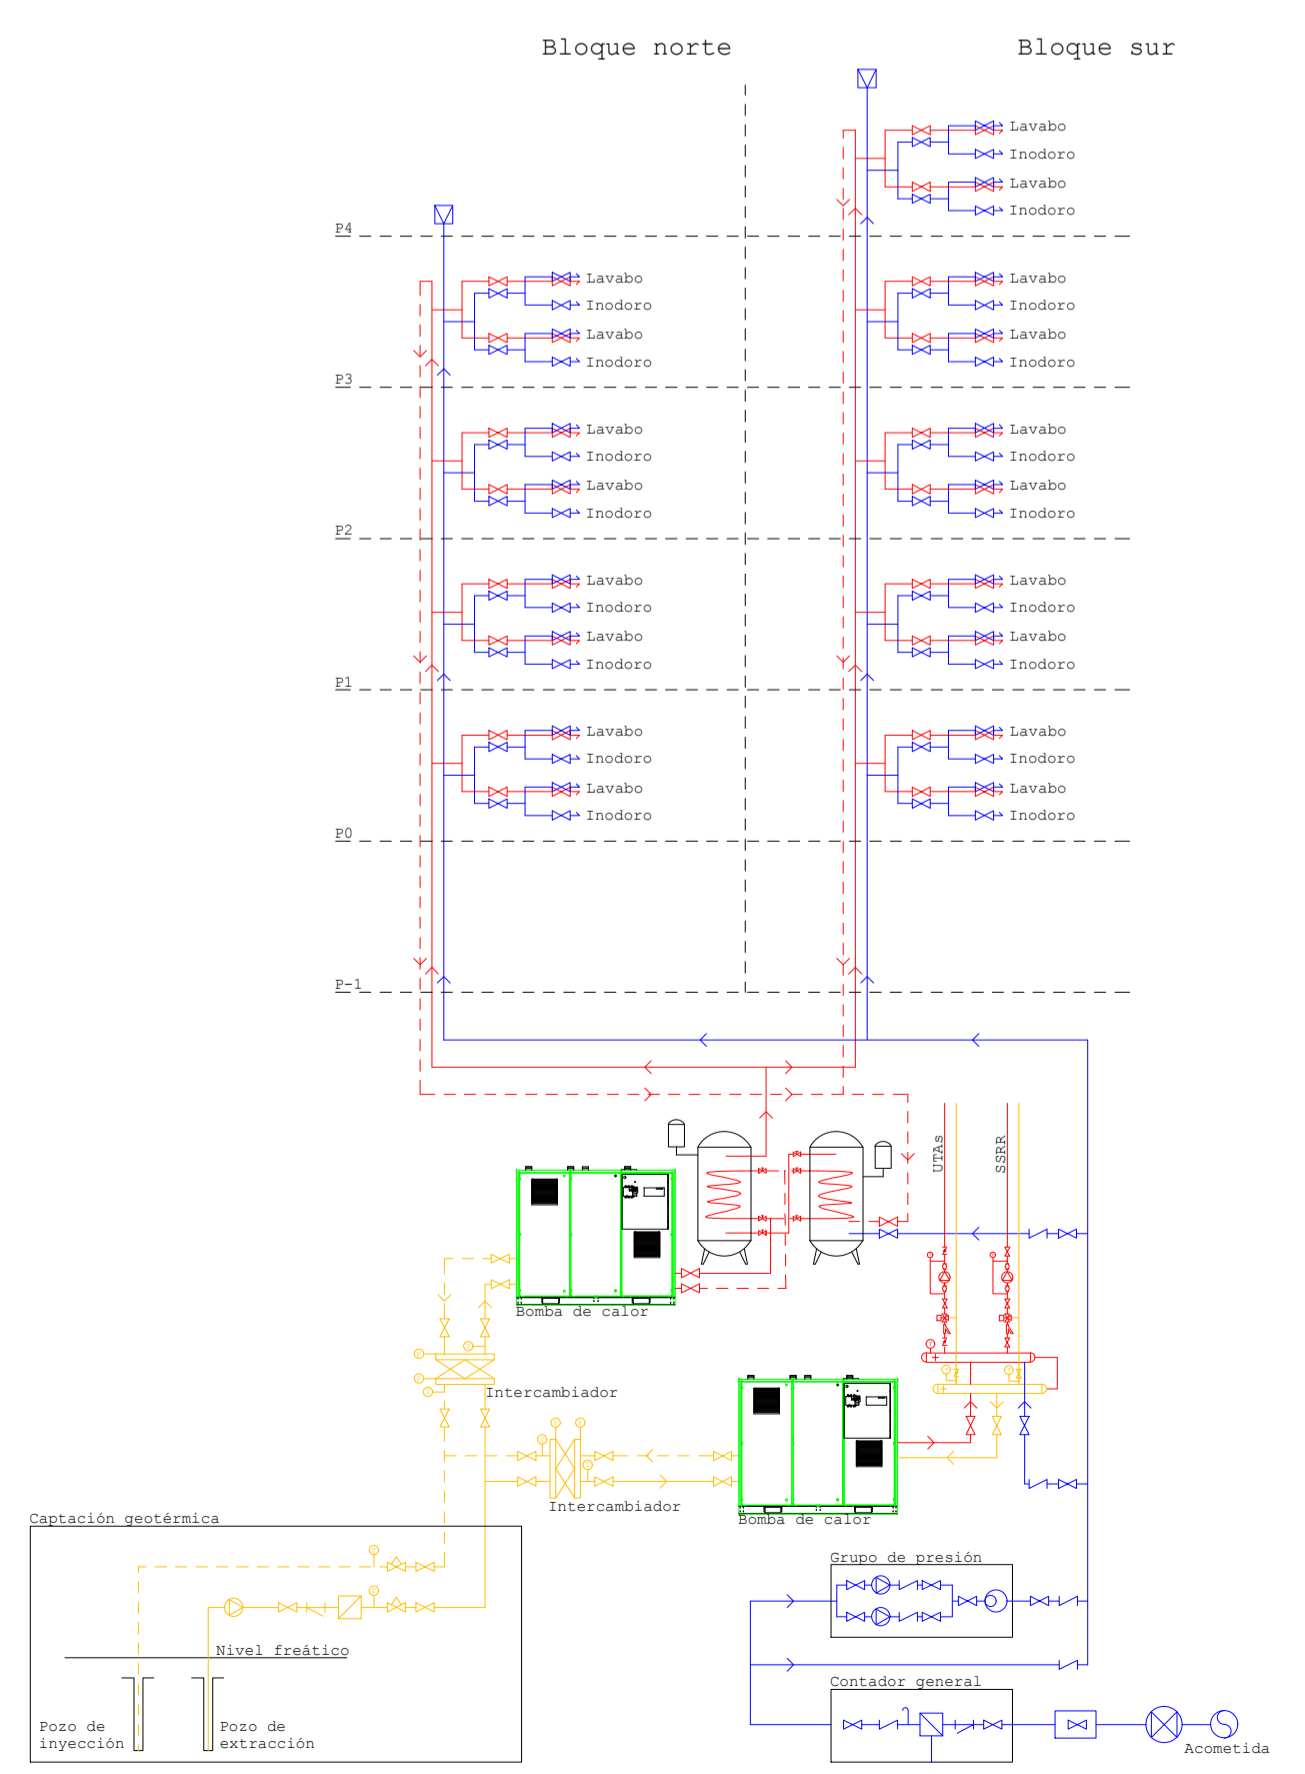 Bloque norte
Bloque sur
Lavabo
Inodoro
Lavabo
Inodoro
P4
Lavabo
Inodoro
Lavabo
Inodoro
Lavabo
Inodoro
Lavabo
Inodoro
P3
Lavabo
Inodoro
Lavabo
Inodoro
Lavabo
Inodoro
Lavabo
Inodoro
P2
Lavabo
Inodoro
Lavabo
Inodoro
Lavabo
Inodoro
Lavabo
Inodoro
P1
Lavabo
Inodoro
Lavabo
Inodoro
Lavabo
Inodoro
Lavabo
Inodoro
P0
P-1
UTAs
SSRR
Bomba de calor
Intercambiador
Intercambiador
Bomba de calor
Captación geotérmica
Nivel freático
Pozo de
inyección
Pozo de
extracción
Grupo de presión
Contador general
Acometida